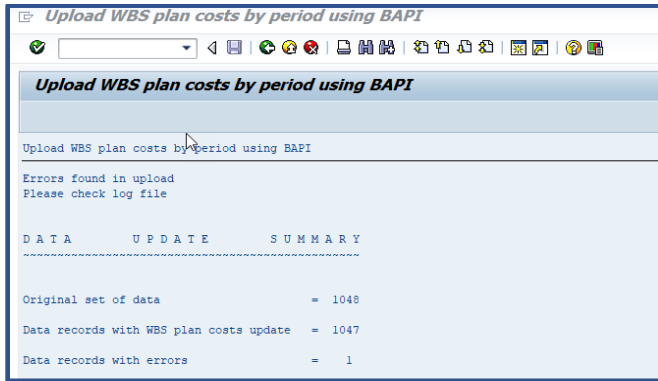 Upload WBS plan costs by period using BAPI
Upload WBS plan costs by period using BAPI
Upload WBS plan costs by period using BAPI
Errors found in upload
Please check log file
D A T A U P D A T E S U M M A R Y
~~~~~~~~~~~~~~~~~~~~~~~~~~~~~~~~~~~~~~~~~~~~~~~~~
Original set of data = 1048
Data records with WBS plan costs update = 1047
Data records with errors = 1